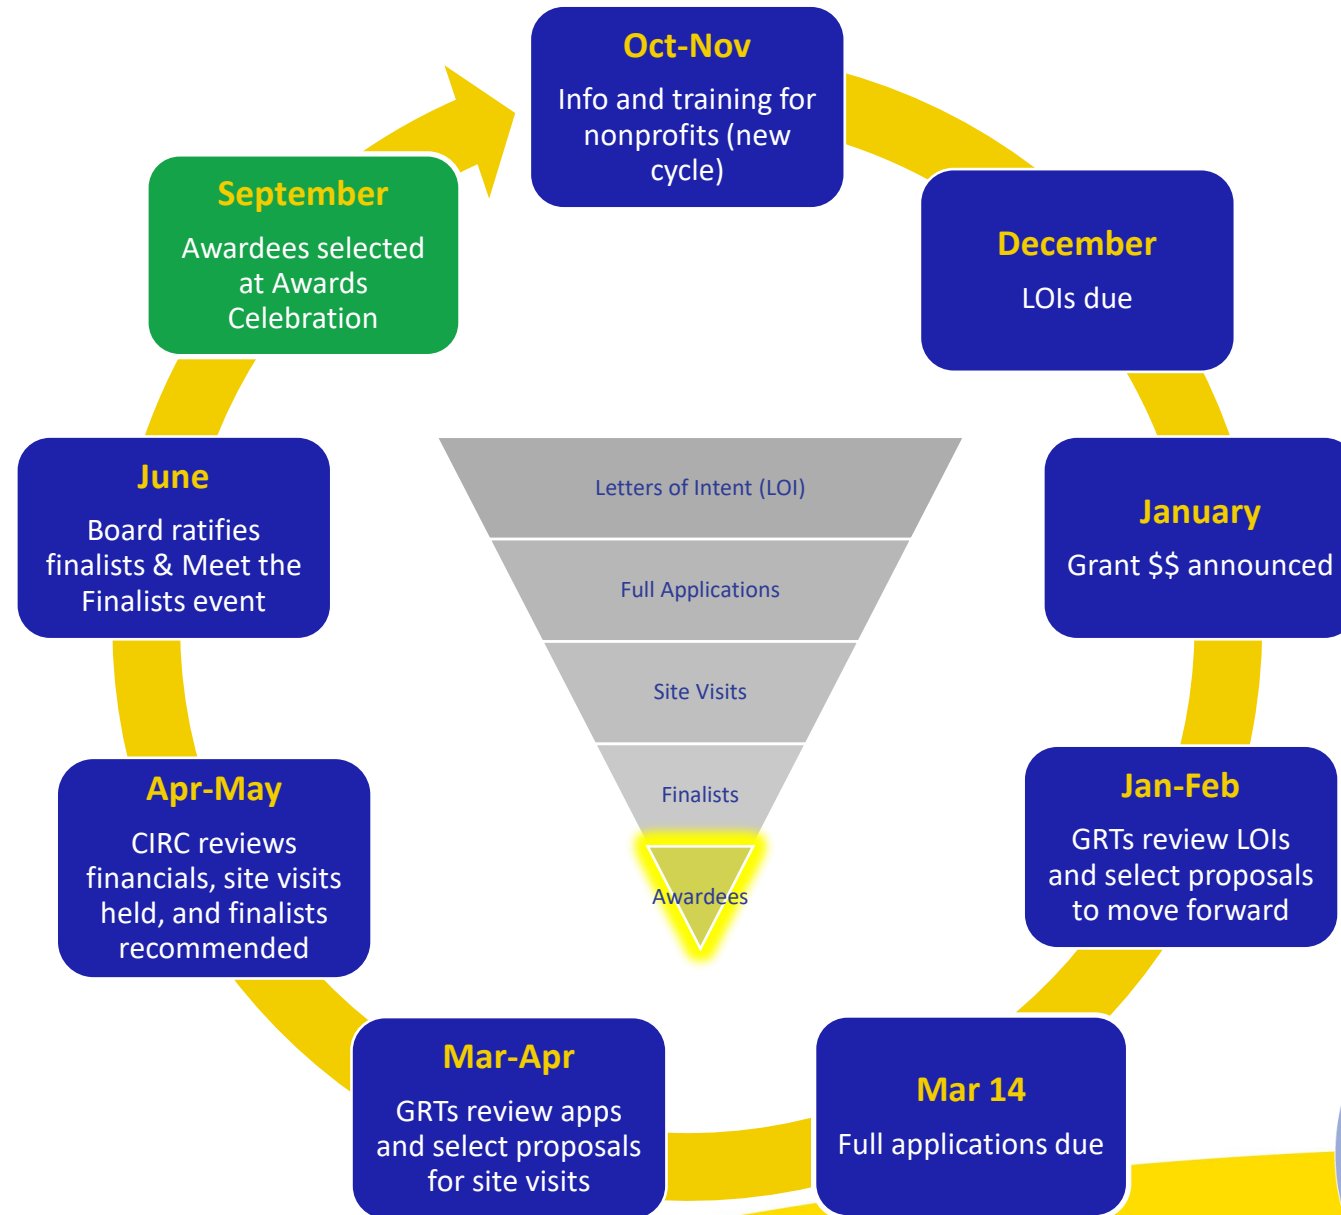 Oct-Nov
Info and training for
nonprofits (new
cycle)
December
LOIs due
January
Grant $$ announced
Jan-Feb
GRTs review LOIs
and select proposals
to move forward
Mar 14
Full applications due
Mar-Apr
GRTs review apps
and select proposals
for site visits
Apr-May
CIRC reviews
financials, site visits
held, and finalists
recommended
June
Board ratifies
finalists & Meet the
Finalists event
September
Awardees selected
at Awards
Celebration
Letters of Intent (LOI)
Full Applications
Site Visits
Finalists
Awardees